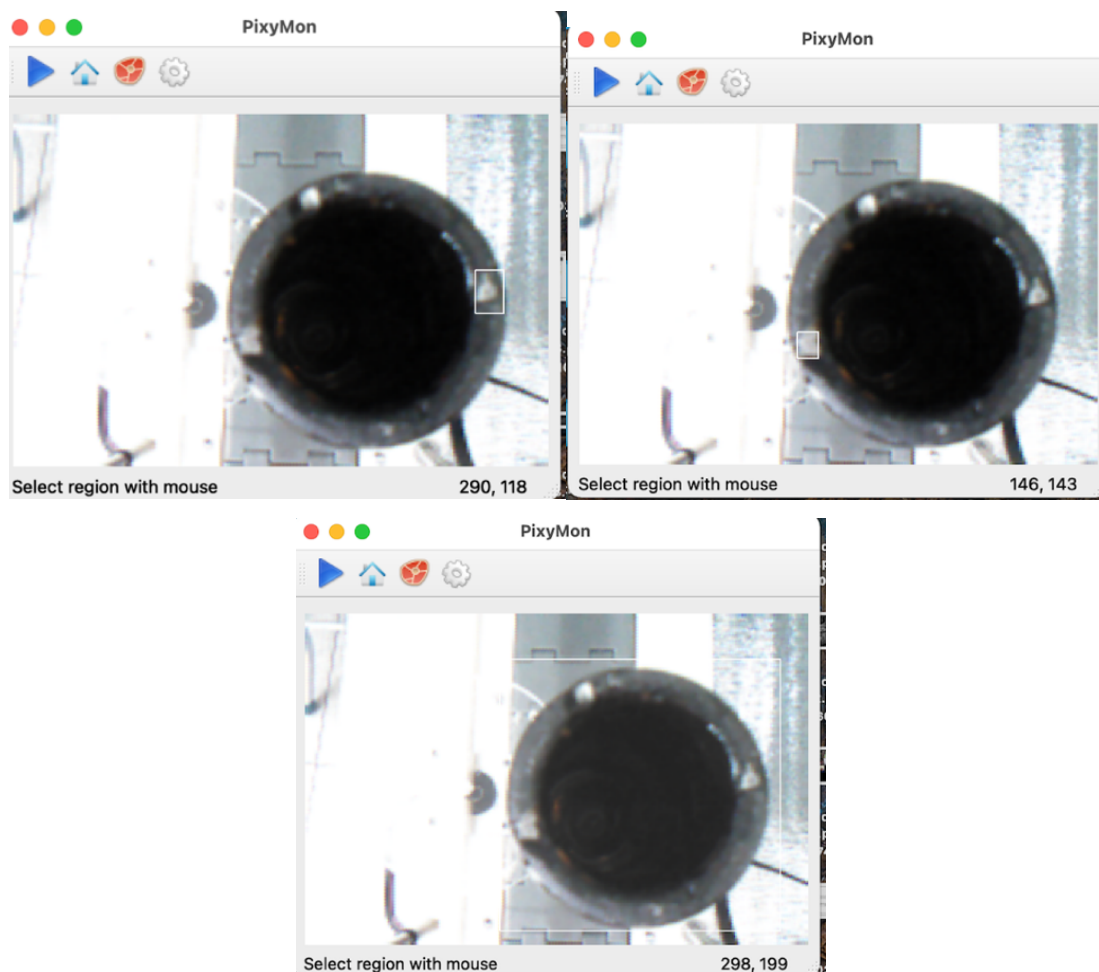 PixyMon
Select region with mouse 290, 118
PixyMon
Select region with mouse 146, 143
PixyMon
Select region with mouse 298, 199